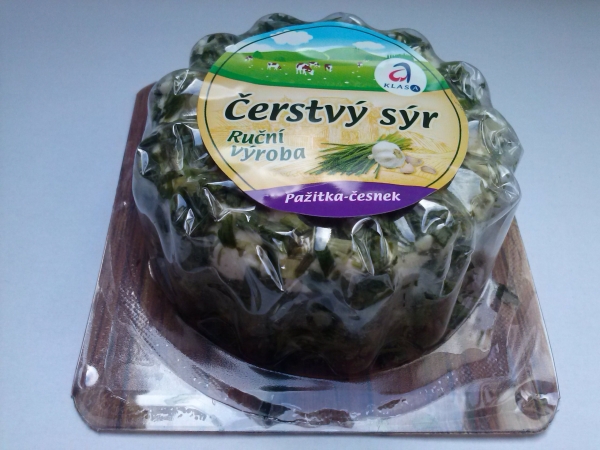 KLASA
Čerstvý sýr
Ruční
výroba
Pažitka-česnek